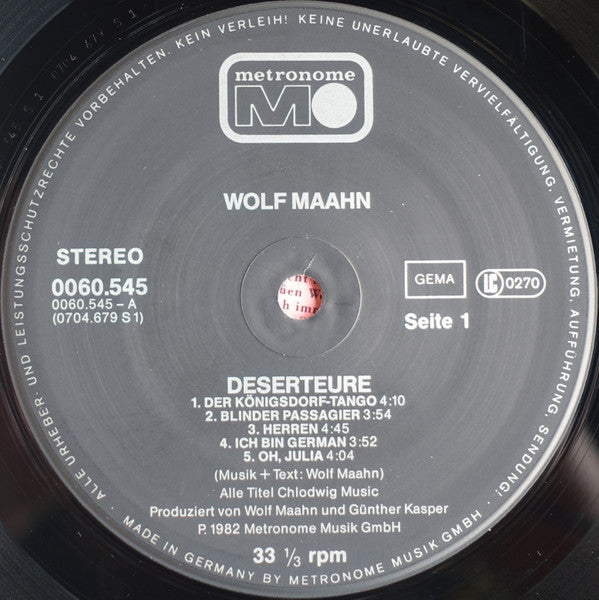 ALLE URHEBER- UND LEISTUNGSSCHUTZRECHTE VORBEHALTEN. KEIN VERLEIH! KEINE UNERLAUBTE VERVIELFÄLTIGUNG, VERMIETUNG, AUFFÜHRUNG, SENDUNG!
metronome
MO
WOLF MAAHN
STEREO
0060.545
0060.545 – A
(0704.679 S 1)
GEMA
LC 0270
Seite 1
DESERTEURE
1. DER KÖNIGSDORF-TANGO 4:10
2. BLINDER PASSAGIER 3:54
3. HERREN 4:45
4. ICH BIN GERMAN 3:52
5. OH, JULIA 4:04
(Musik + Text: Wolf Maahn)
Alle Titel Chlodwig Music
Produziert von Wolf Maahn und Günther Kasper
P. 1982 Metronome Musik GmbH
33 1/3 rpm
· MADE IN GERMANY BY METRONOME MUSIK GMBH ·